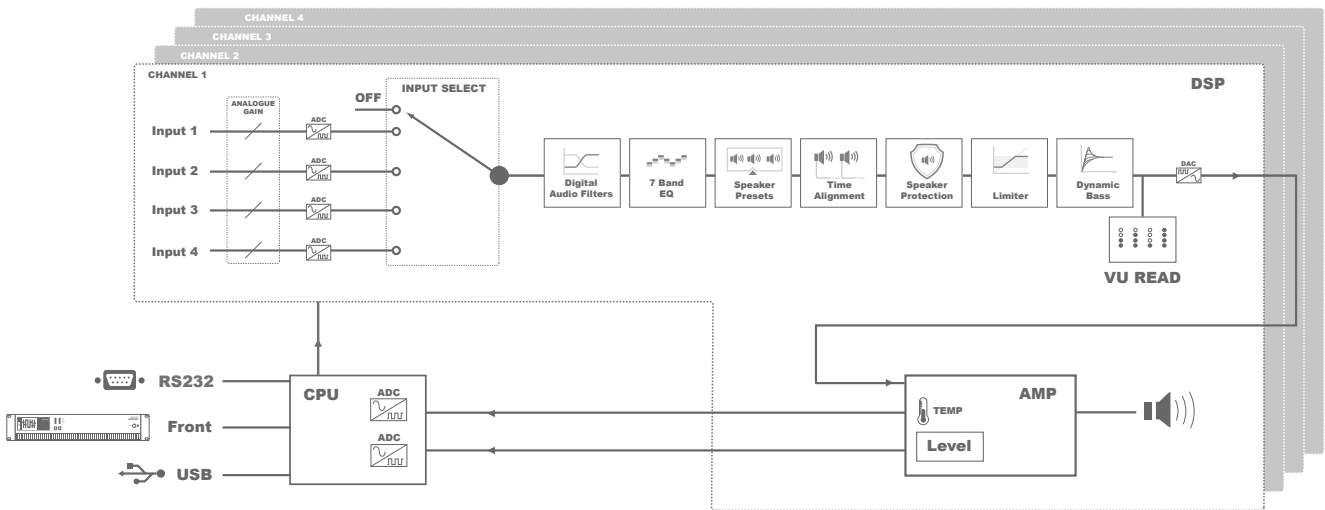 CHANNEL 4
CHANNEL 3
CHANNEL 2
CHANNEL 1
DSP
ANALOGUE
GAIN
INPUT SELECT
OFF
Input 1
ADC
Input 2
ADC
Input 3
ADC
Input 4
ADC
Digital
Audio Filters
7 Band
EQ
Speaker
Presets
Time
Alignment
Speaker
Protection
Limiter
Dynamic
Bass
DAC
VU READ
RS232
Front
USB
CPU
ADC
ADC
AMP
TEMP
Level